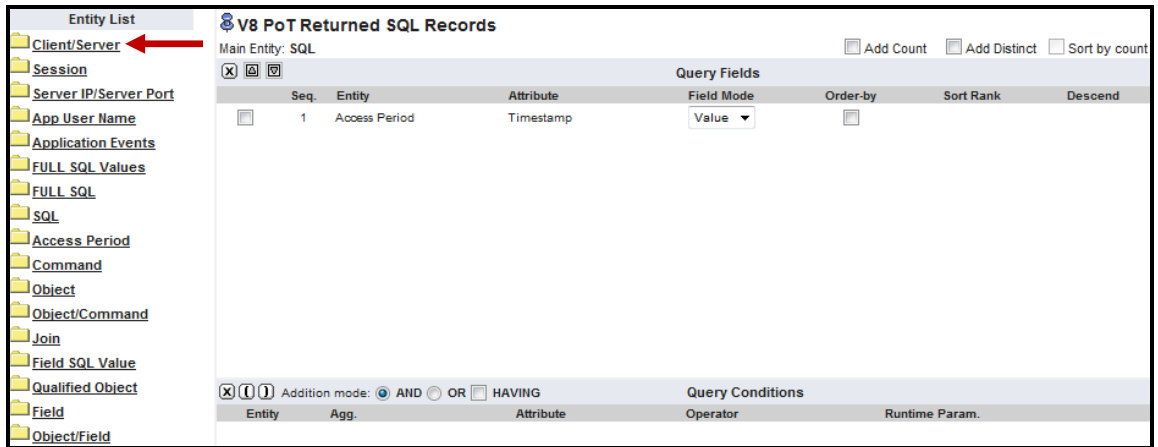 Entity List
Client/Server
Session
Server IP/Server Port
App User Name
Application Events
FULL SQL Values
FULL SQL
SQL
Access Period
Command
Object
Object/Command
Join
Field SQL Value
Qualified Object
Field
Object/Field
V8 PoT Returned SQL Records
Main Entity: SQL
Add Count Add Distinct Sort by count
Query Fields
Seq. Entity Attribute Field Mode Order-by Sort Rank Descend
1 Access Period Timestamp Value
Addition mode: AND OR HAVING Query Conditions
Entity Agg. Attribute Operator Runtime Param.